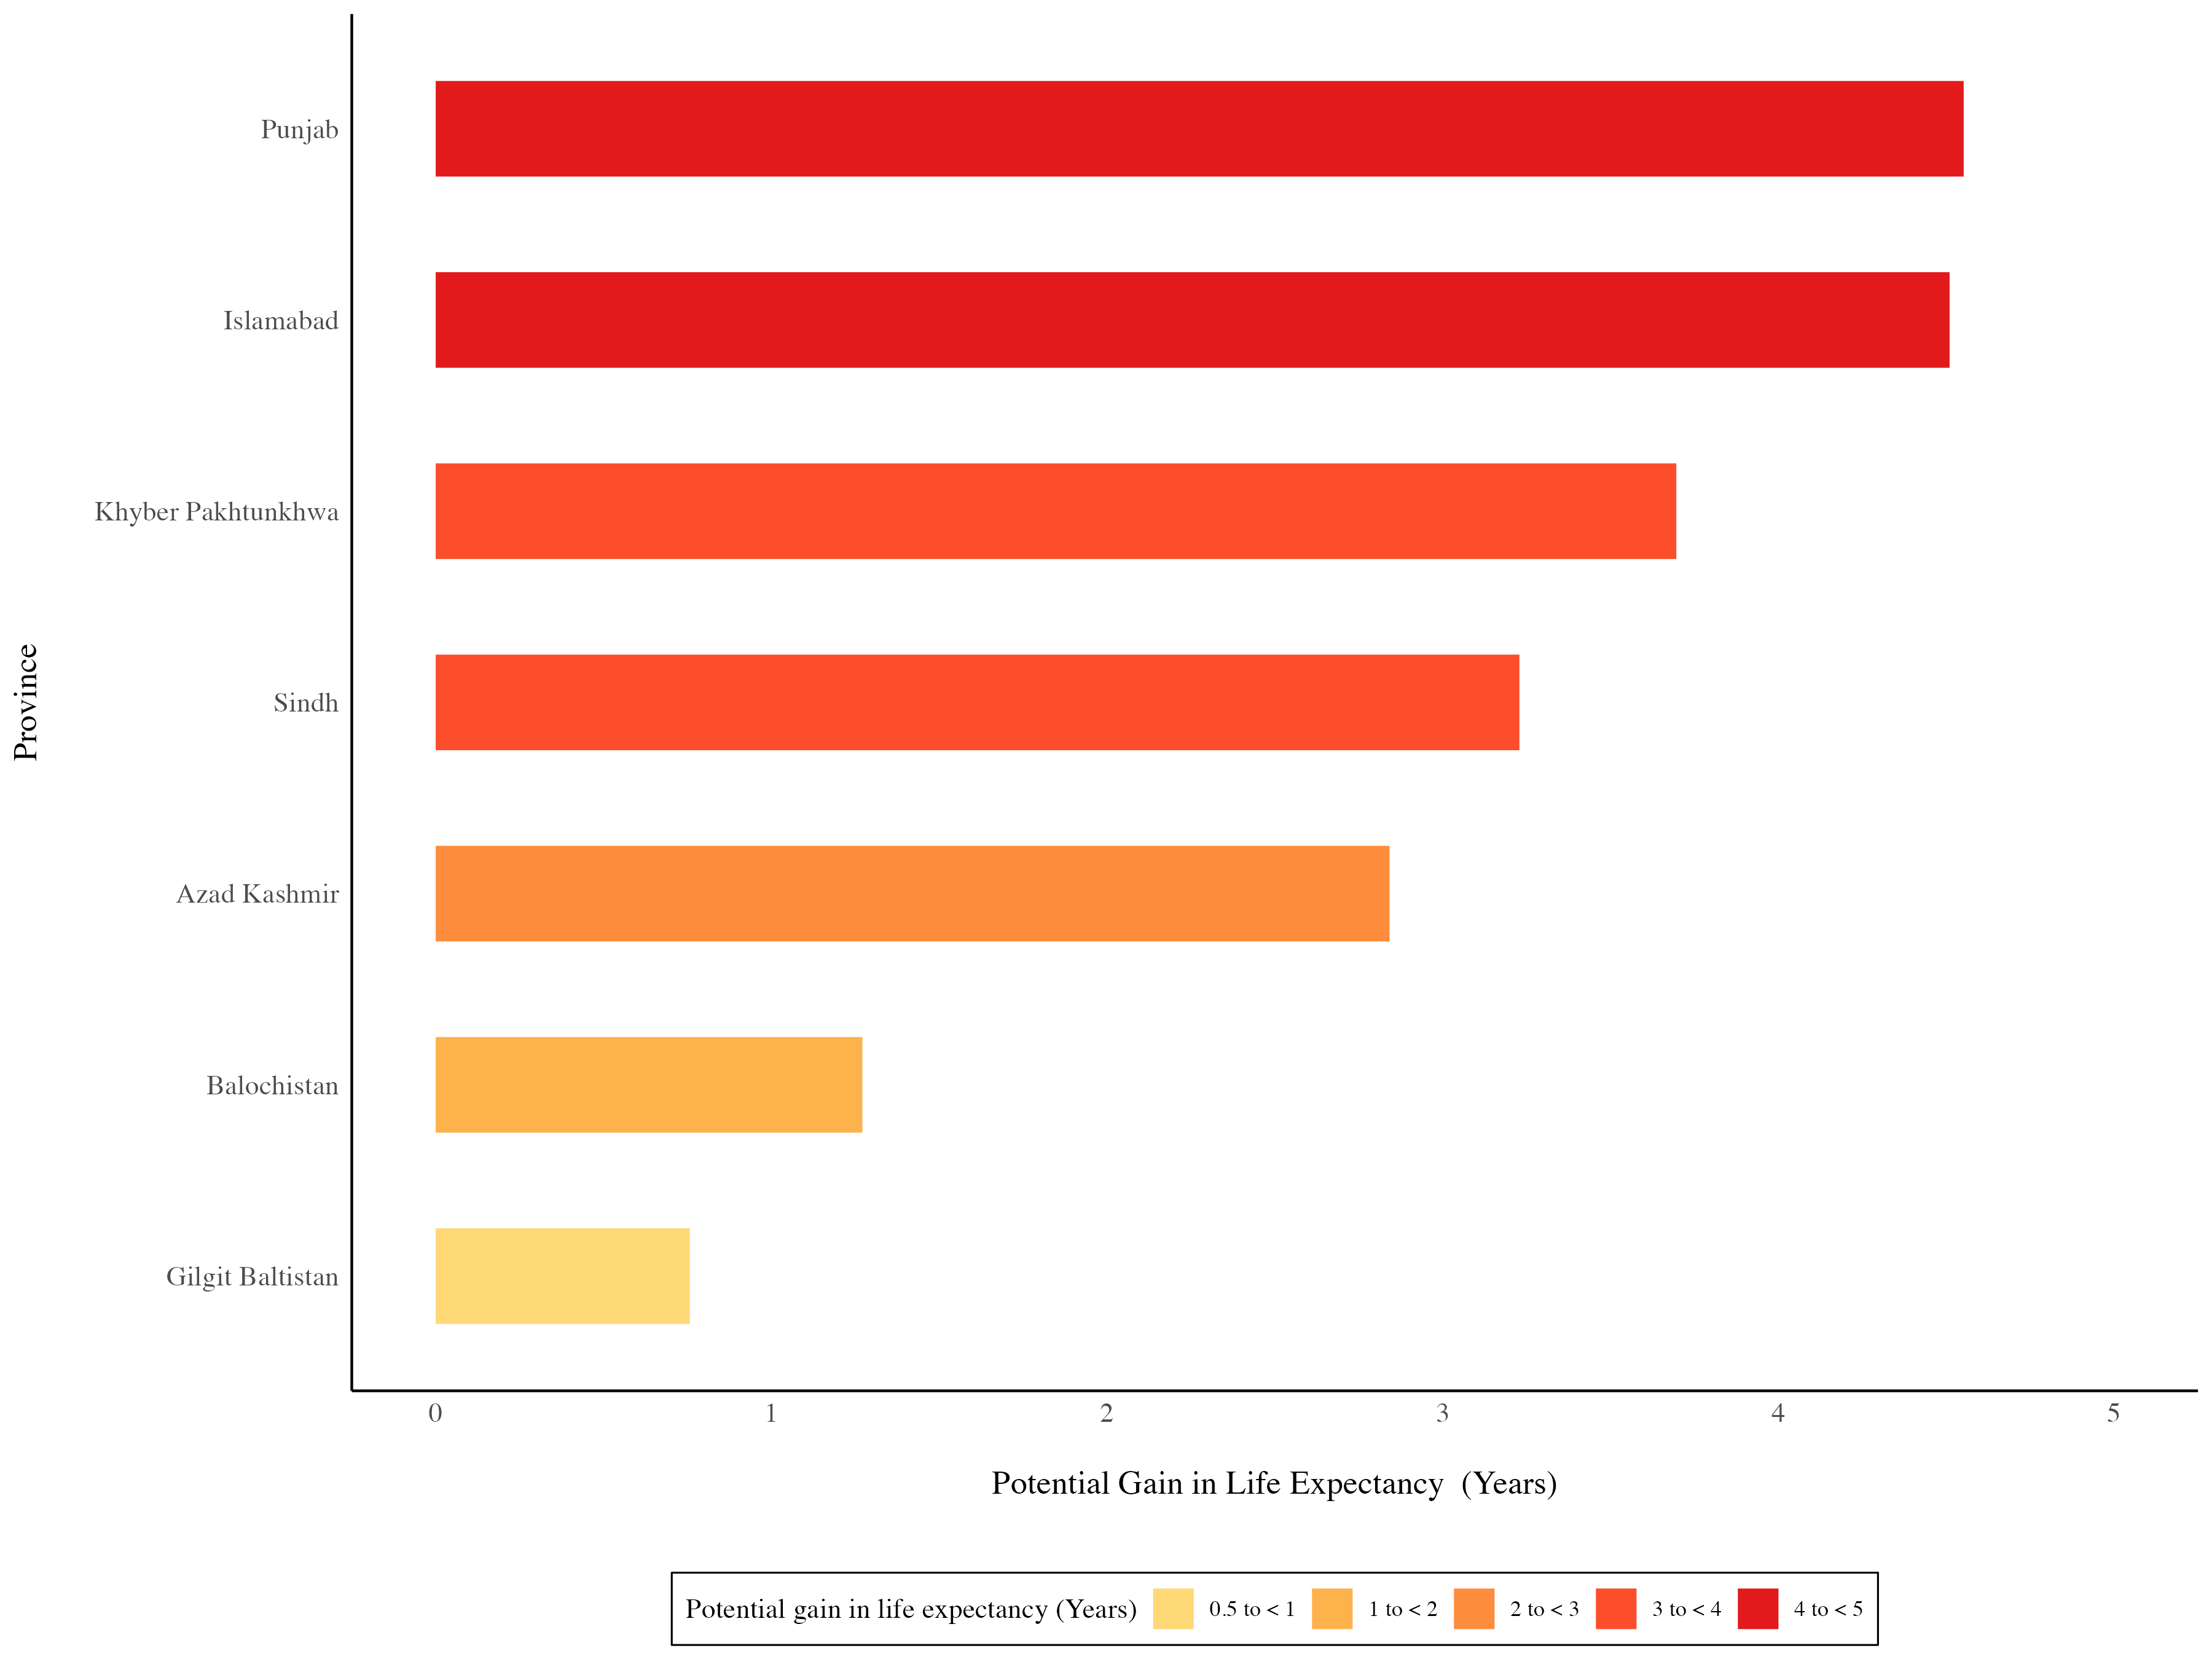 Punjab
Islamabad
Khyber Pakhtunkhwa
Sindh
Azad Kashmir
Balochistan
Gilgit Baltistan
Province
0 1 2 3 4 5
Potential Gain in Life Expectancy  (Years)
Potential gain in life expectancy (Years) 0.5 to < 1 1 to < 2 2 to < 3 3 to < 4 4 to < 5